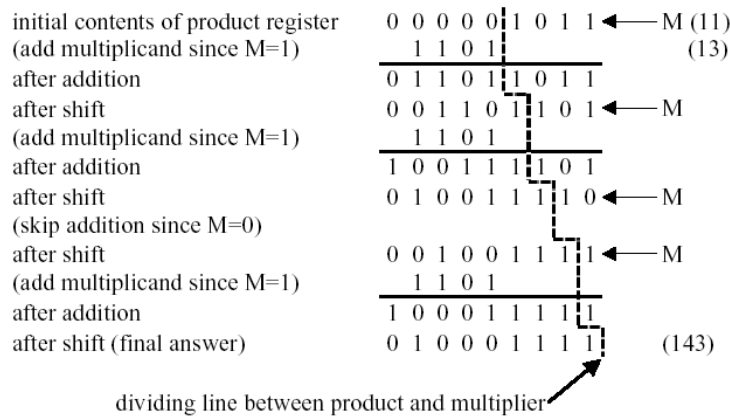 initial contents of product register 0 0 0 0 0 1 0 1 1 M (11)
(add multiplicand since M=1) 1 1 0 1 (13)
after addition 0 1 1 0 1 1 0 1 1
after shift 0 0 1 1 0 1 1 0 1 M
(add multiplicand since M=1) 1 1 0 1
after addition 1 0 0 1 1 1 1 0 1
after shift 0 1 0 0 1 1 1 1 0 M
(skip addition since M=0)
after shift 0 0 1 0 0 1 1 1 1 M
(add multiplicand since M=1) 1 1 0 1
after addition 1 0 0 0 1 1 1 1 1
after shift (final answer) 0 1 0 0 0 1 1 1 1 (143)
dividing line between product and multiplier